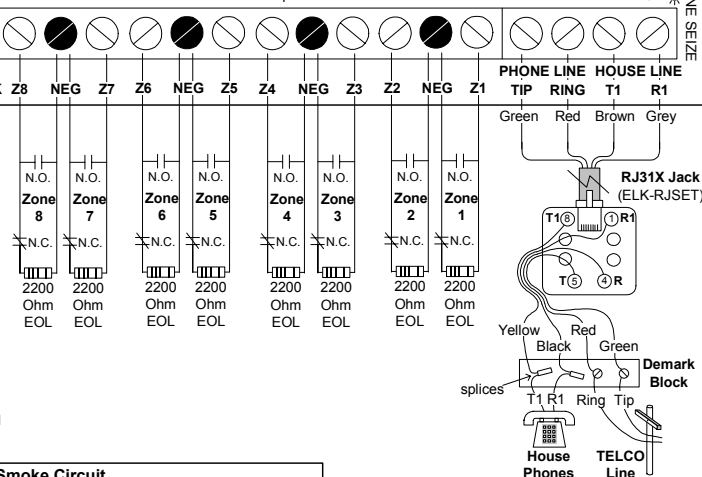 NE SEIZE
PHONE LINE HOUSE LINE
Z8 NEG Z7 Z6 NEG Z5 Z4 NEG Z3 Z2 NEG Z1 TIP RING T1 R1
Green Red Brown Grey
N.O. N.O. N.O. N.O. N.O. N.O. N.O. N.O.
Zone Zone Zone Zone Zone Zone Zone Zone
8 7 6 5 4 3 2 1
N.C. N.C. N.C. N.C. N.C. N.C. N.C. N.C.
2200 2200 2200 2200 2200 2200 2200 2200
Ohm Ohm Ohm Ohm Ohm Ohm Ohm Ohm
EOL EOL EOL EOL EOL EOL EOL EOL
RJ31X Jack
(ELK-RJSET)
T1 8 1 R1
T 5 4 R
Yellow Red
Black Green
Demark
Block
splices
T1 R1 Ring Tip
House TELCO
Phones Line
Smoke Circuit